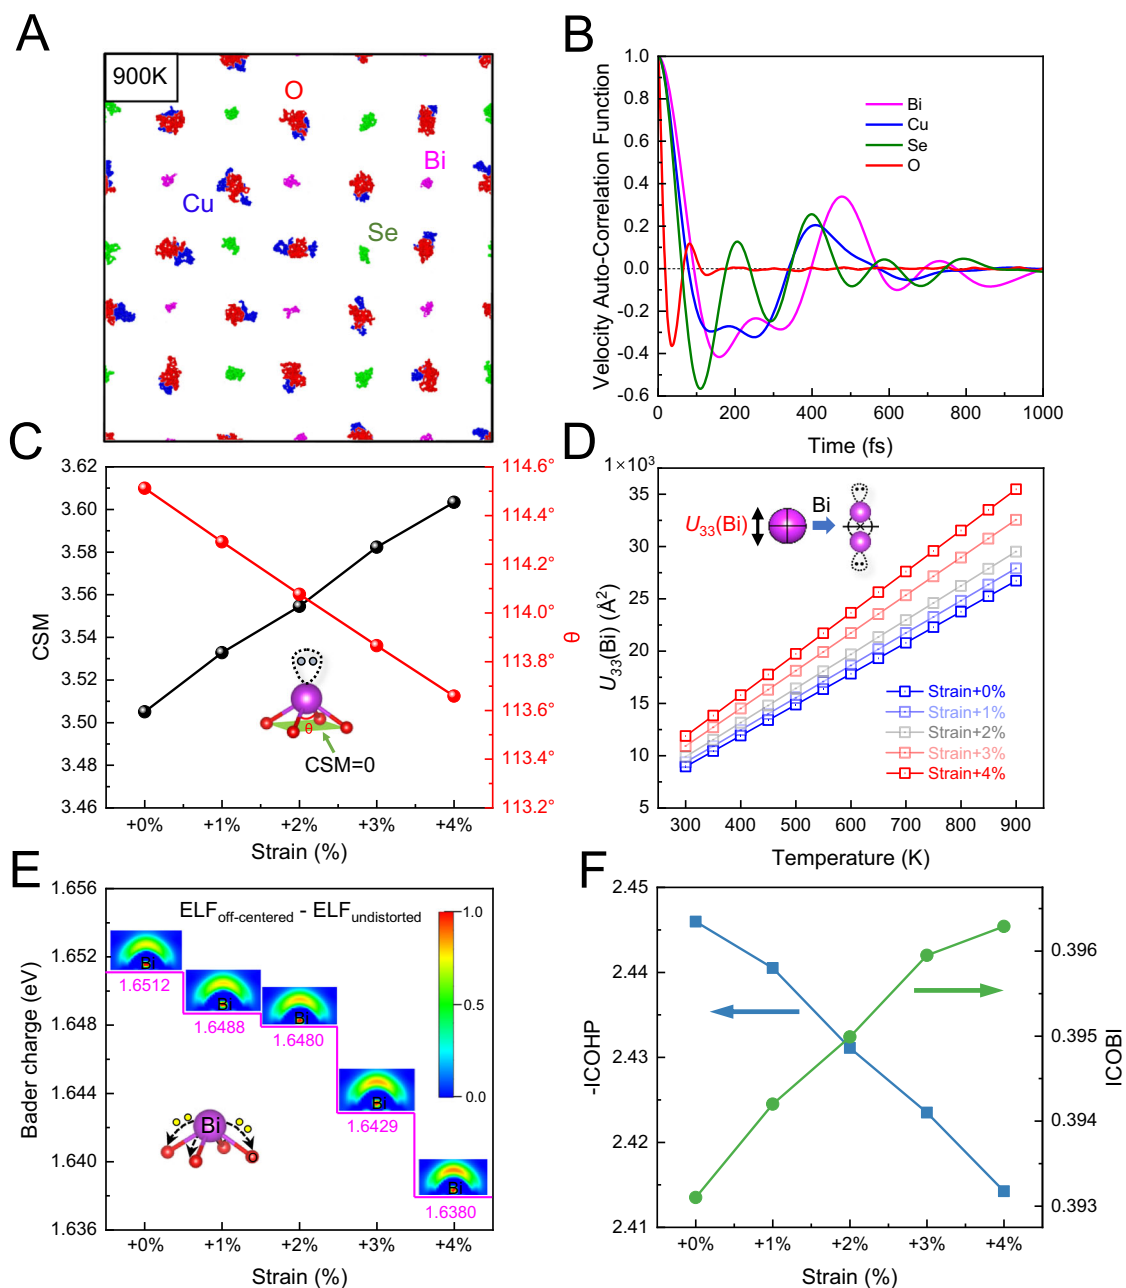 A
900K
O
Bi
Cu
Se
B
Velocity Auto-Correlation Function
1.0
0.8
0.6
0.4
0.2
0.0
-0.2
-0.4
-0.6
Bi
Cu
Se
O
0 200 400 600 800 1000
Time (fs)
C
CSM
3.62
3.60
3.58
3.56
3.54
3.52
3.50
3.48
3.46
114.6°
114.4°
114.2°
114.0°
113.8°
113.6°
113.4°
113.2°
θ
θ
CSM=0
+0% +1% +2% +3% +4%
Strain (%)
D
1×10³
U₃₃(Bi) (Å²)
35
30
25
20
15
10
5
U₃₃(Bi)
Bi
Strain+0%
Strain+1%
Strain+2%
Strain+3%
Strain+4%
300 400 500 600 700 800 900
Temperature (K)
E
Bader charge (eV)
1.656
1.652
1.648
1.644
1.640
1.636
ELFoff-centered - ELFundistorted
1.0
0.5
0.0
Bi
1.6512
Bi
1.6488
Bi
1.6480
Bi
1.6429
Bi
1.6380
Bi
O
+0% +1% +2% +3% +4%
Strain (%)
F
-ICOHP
2.45
2.44
2.43
2.42
2.41
0.396
0.395
0.394
0.393
ICOBI
+0% +1% +2% +3% +4%
Strain (%)